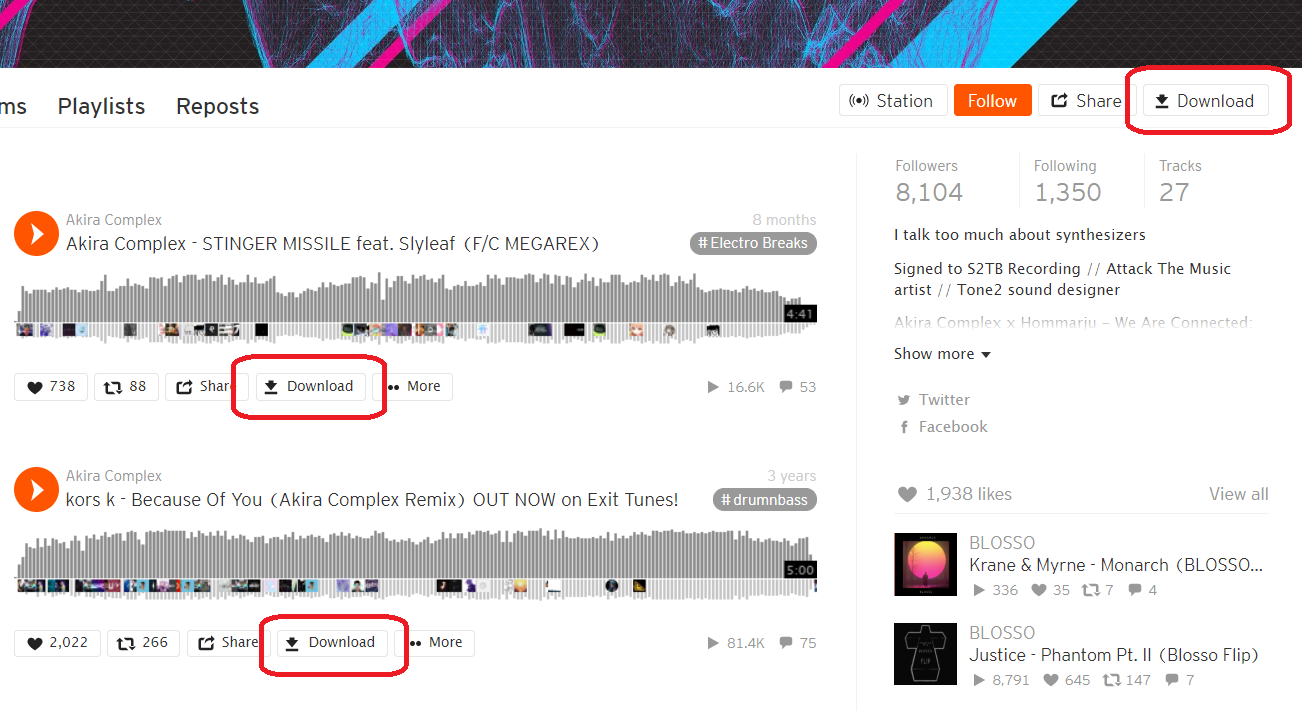 ms Playlists Reposts Station Follow Share Download
Followers Following Tracks
8,104 1,350 27
Akira Complex 8 months
Akira Complex - STINGER MISSILE feat. Slyleaf (F/C MEGAREX) # Electro Breaks
4:41
738 88 Share Download More 16.6K 53
Akira Complex 3 years
kors k - Because Of You (Akira Complex Remix) OUT NOW on Exit Tunes! # drumnbass
5:00
2,022 266 Share Download More 81.4K 75
I talk too much about synthesizers
Signed to S2TB Recording // Attack The Music
artist // Tone2 sound designer
Akira Complex x Hommarju – We Are Connected:
Show more
Twitter
Facebook
1,938 likes View all
BLOSSO
Krane & Myrne - Monarch (BLOSSO...
336 35 7 4
BLOSSO
Justice - Phantom Pt. II (Blosso Flip)
8,791 645 147 7